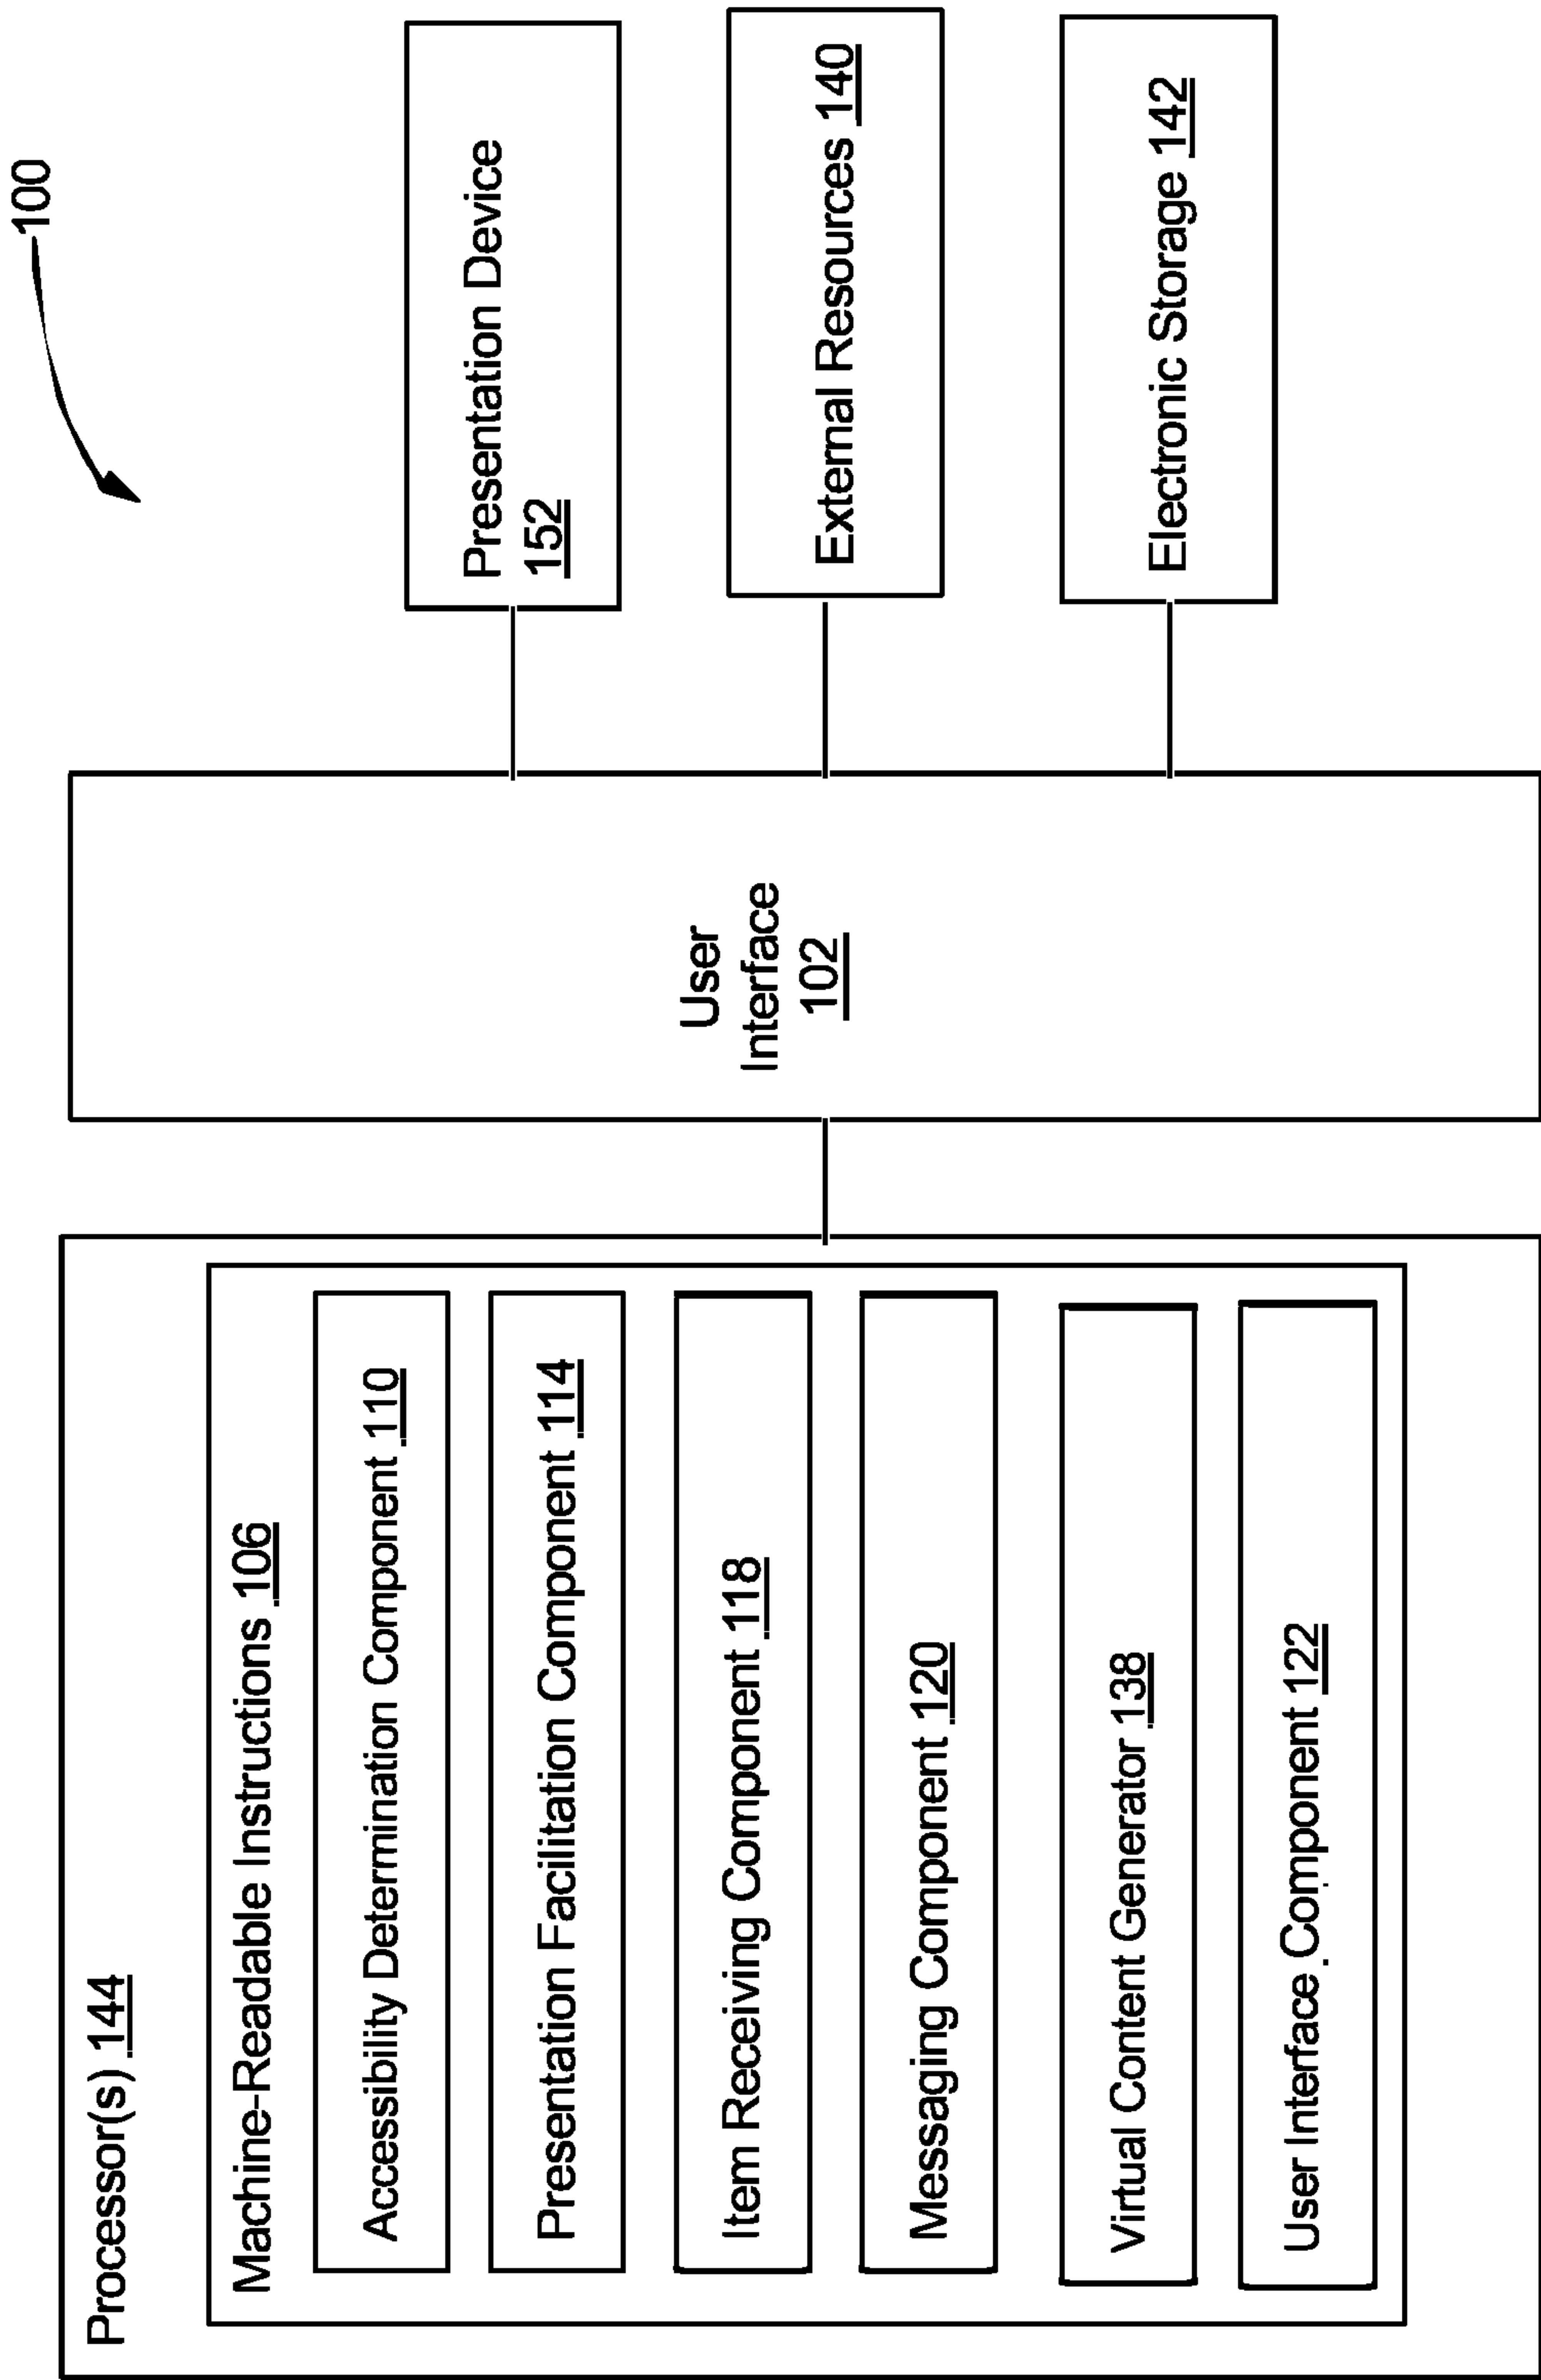 100
Processor(s) 144
Machine-Readable Instructions 106
Accessibility Determination Component 110
Presentation Facilitation Component 114
Item Receiving Component 118
Messaging Component 120
Virtual Content Generator 138
User Interface Component 122
User
Interface
102
Presentation Device
152
External Resources 140
Electronic Storage 142